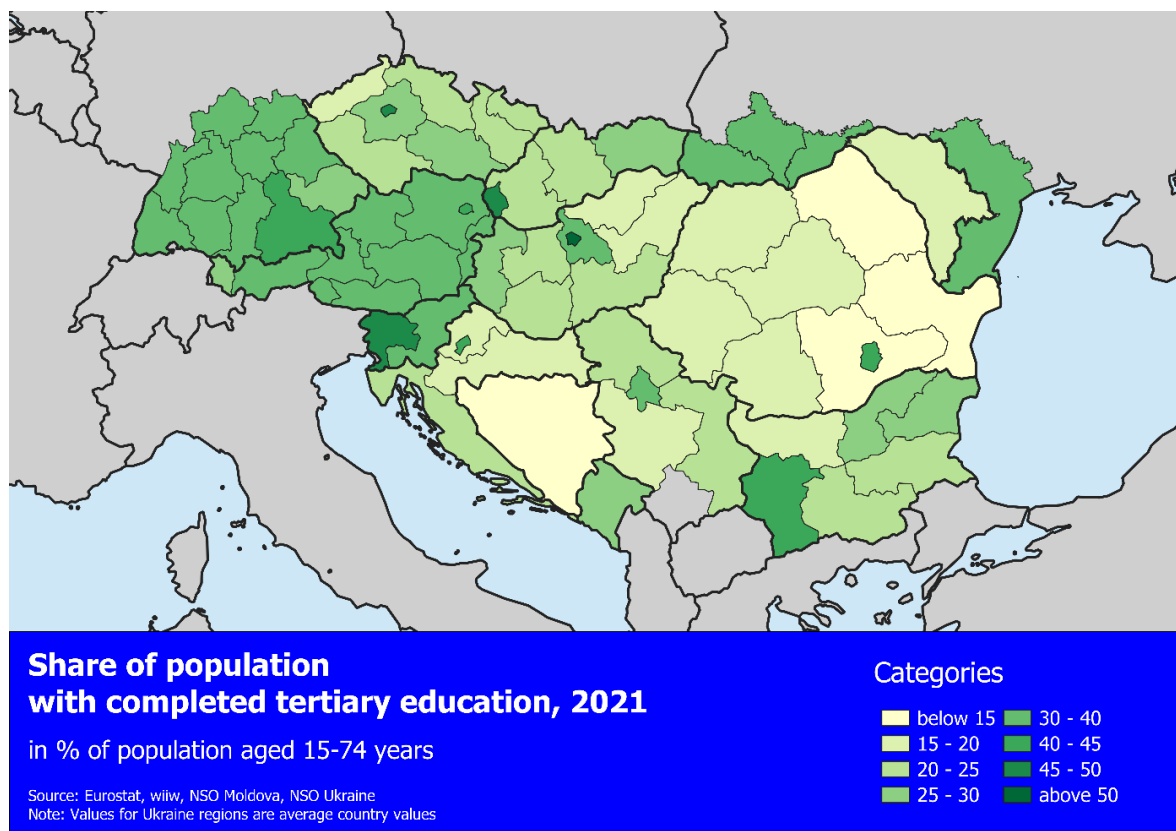 Share of population
with completed tertiary education, 2021
in % of population aged 15-74 years
Source: Eurostat, wiiw, NSO Moldova, NSO Ukraine
Note: Values for Ukraine regions are average country values
Categories
below 15
15 - 20
20 - 25
25 - 30
30 - 40
40 - 45
45 - 50
above 50